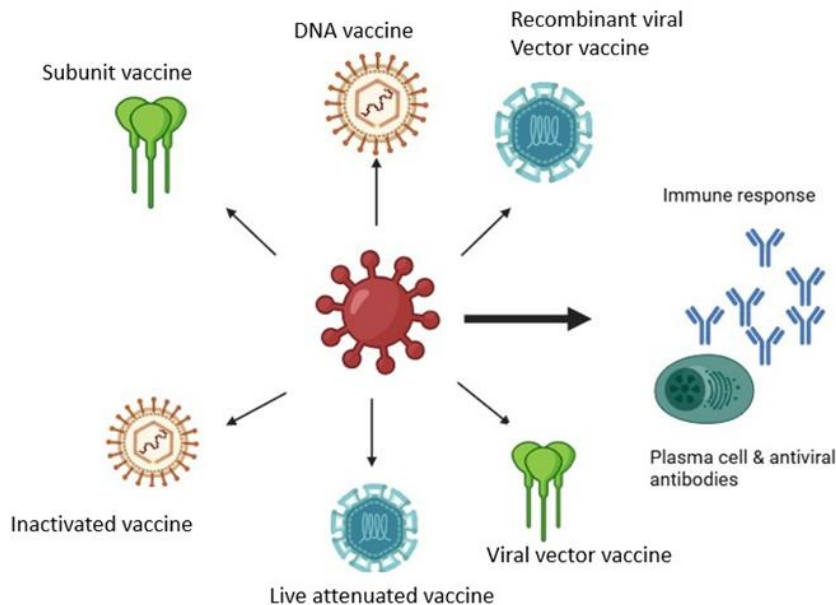 DNA vaccine
Recombinant viral
Vector vaccine
Subunit vaccine
Immune response
Plasma cell & antiviral
antibodies
Inactivated vaccine
Viral vector vaccine
Live attenuated vaccine